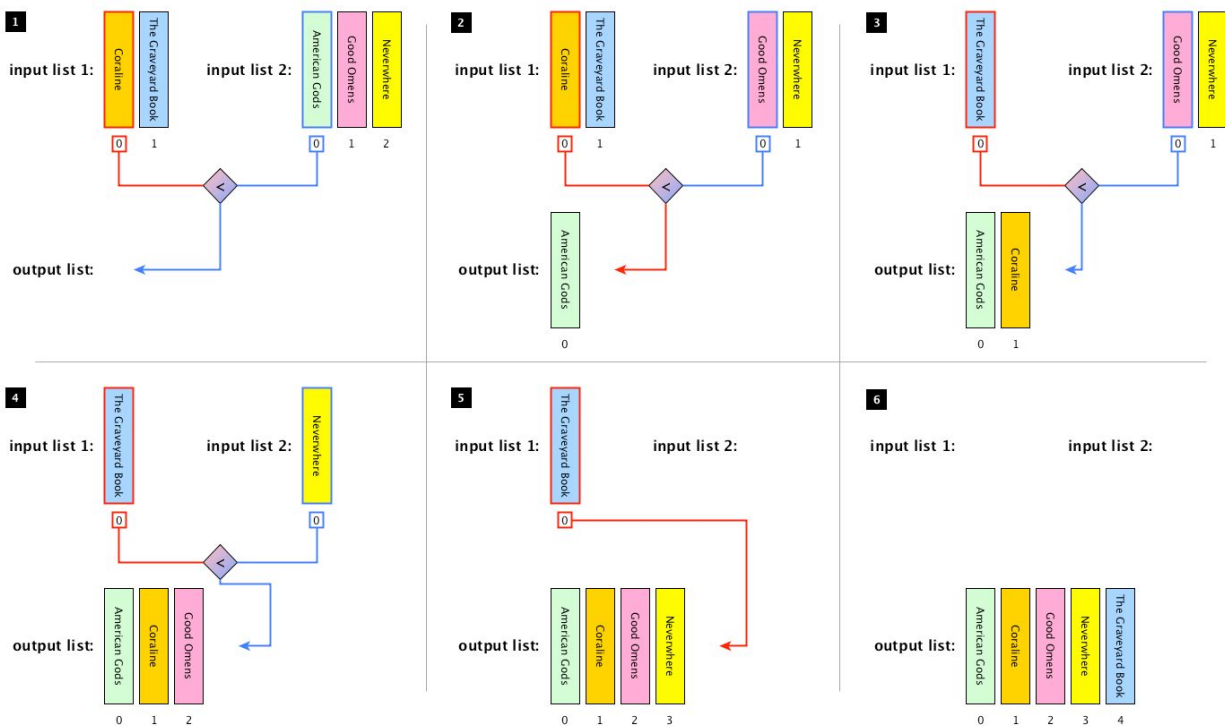 1
input list 1:
Coraline
The Graveyard Book
input list 2:
American Gods
Good Omens
Neverwhere
0
1
0
1
2
<
output list:
2
input list 1:
Coraline
The Graveyard Book
input list 2:
Good Omens
Neverwhere
0
1
0
1
<
output list:
American Gods
0
3
input list 1:
The Graveyard Book
input list 2:
Good Omens
Neverwhere
0
0
1
<
output list:
American Gods
Coraline
0
1
4
input list 1:
The Graveyard Book
input list 2:
Neverwhere
0
0
<
output list:
American Gods
Coraline
Good Omens
0
1
2
5
input list 1:
The Graveyard Book
input list 2:
0
output list:
American Gods
Coraline
Good Omens
Neverwhere
0
1
2
3
6
input list 1:
input list 2:
output list:
American Gods
Coraline
Good Omens
Neverwhere
The Graveyard Book
0
1
2
3
4